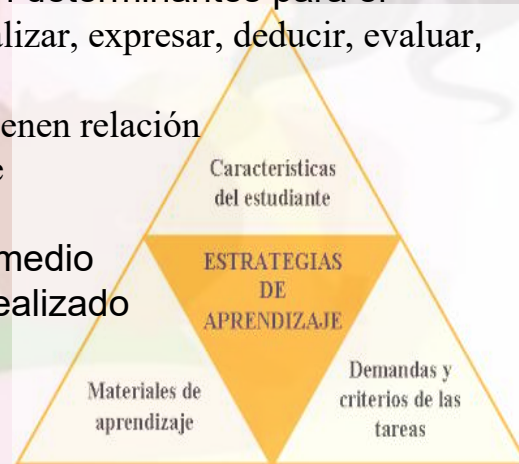 determinantes para el
alizar, expresar, deducir, evaluar,
enen relación
medio
ealizado
Características
del estudiante
ESTRATEGIAS
DE
APRENDIZAJE
Materiales de
aprendizaje
Demandas y
criterios de las
tareas